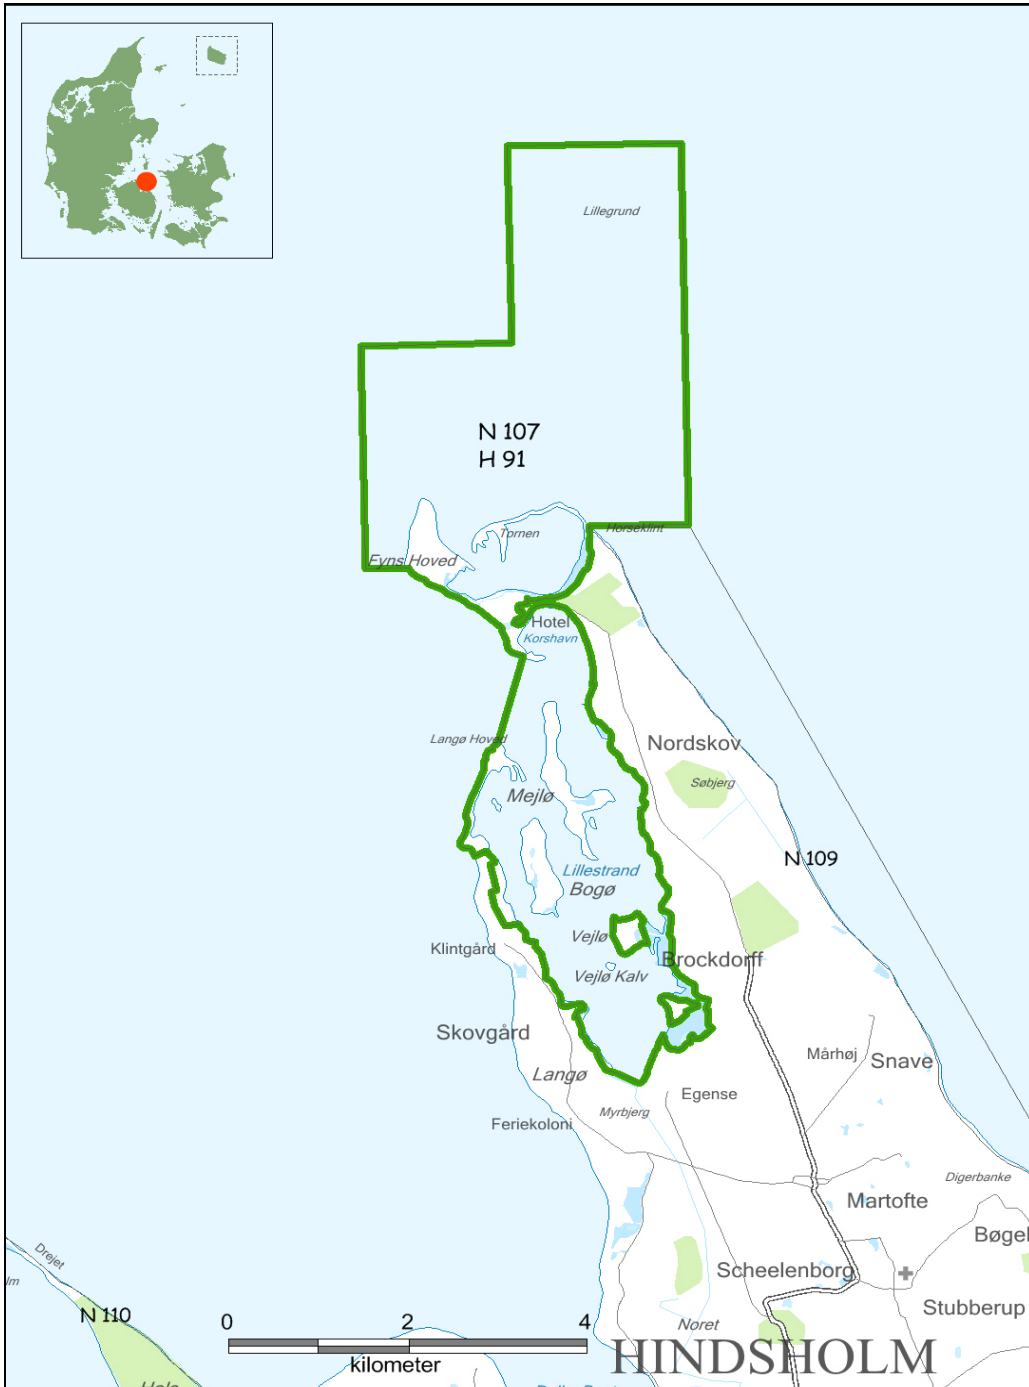 Lillegrund
N 107
H 91
Tornen
Horseklint
Fyns Hoved
Hotel
Korshavn
Langø Hoved
Nordskov
Søbjerg
Mejlø
N 109
Lillestrand
Bogø
Vejlø
Klintgård
Brockdorff
Vejlø Kalv
Skovgård
Mårhøj
Snave
Langø
Egense
Myrbjerg
Feriekoloni
Digerbanke
Martofte
Bøgel
Drejet
lm
Scheelenborg
Stubberup
N 110
0 2 4
kilometer
Noret
HINDSHOLM